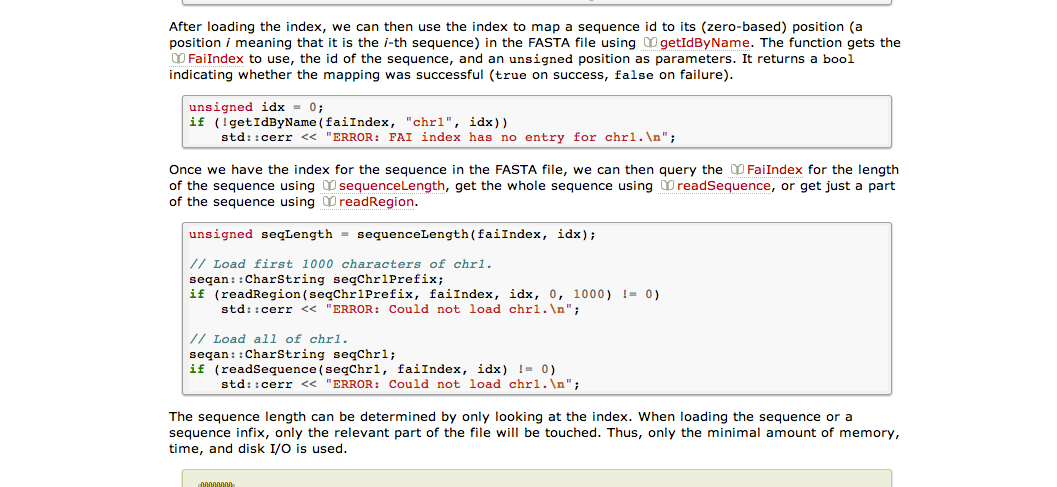 After loading the index, we can then use the index to map a sequence id to its (zero-based) position (a
position i meaning that it is the i-th sequence) in the FASTA file using getIdByName. The function gets the
FaiIndex to use, the id of the sequence, and an unsigned position as parameters. It returns a bool
indicating whether the mapping was successful (true on success, false on failure).
unsigned idx = 0;
if (!getIdByName(faiIndex, "chr1", idx))
    std::cerr << "ERROR: FAI index has no entry for chr1.\n";
Once we have the index for the sequence in the FASTA file, we can then query the FaiIndex for the length
of the sequence using sequenceLength, get the whole sequence using readSequence, or get just a part
of the sequence using readRegion.
unsigned seqLength = sequenceLength(faiIndex, idx);
// Load first 1000 characters of chr1.
seqan::CharString seqChr1Prefix;
if (readRegion(seqChr1Prefix, faiIndex, idx, 0, 1000) != 0)
    std::cerr << "ERROR: Could not load chr1.\n";
// Load all of chr1.
seqan::CharString seqChr1;
if (readSequence(seqChr1, faiIndex, idx) != 0)
    std::cerr << "ERROR: Could not load chr1.\n";
The sequence length can be determined by only looking at the index. When loading the sequence or a
sequence infix, only the relevant part of the file will be touched. Thus, only the minimal amount of memory,
time, and disk I/O is used.